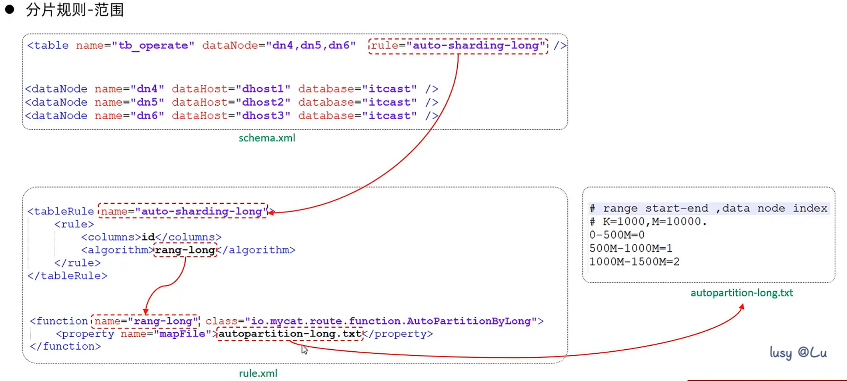 ● 分片规则-范围
<table name="tb_operate" dataNode="dn4,dn5,dn6" rule="auto-sharding-long" />
<dataNode name="dn4" dataHost="dhost1" database="itcast" />
<dataNode name="dn5" dataHost="dhost2" database="itcast" />
<dataNode name="dn6" dataHost="dhost3" database="itcast" />
schema.xml
<tableRule name="auto-sharding-long">
<rule>
<columns>id</columns>
<algorithm>rang-long</algorithm>
</rule>
</tableRule>
<function name="rang-long" class="io.mycat.route.function.AutoPartitionByLong">
<property name="mapFile">autopartition-long.txt</property>
</function>
rule.xml
# range start-end ,data node index
# K=1000,M=10000.
0-500M=0
500M-1000M=1
1000M-1500M=2
autopartition-long.txt
lusy @Lu